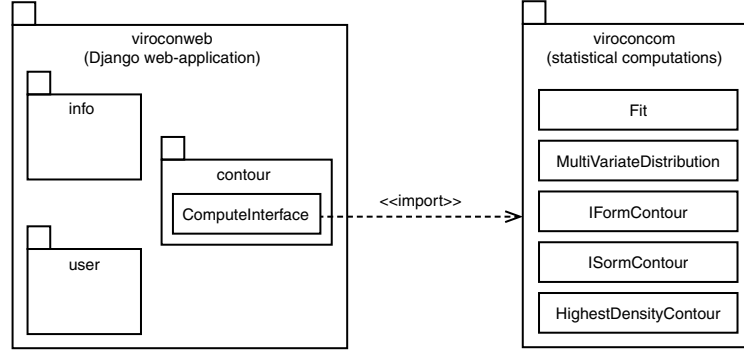 viroconweb
(Django web-application)
info
contour
ComputeInterface
user
<<import>>
viroconcom
(statistical computations)
Fit
MultiVariateDistribution
IFormContour
ISormContour
HighestDensityContour